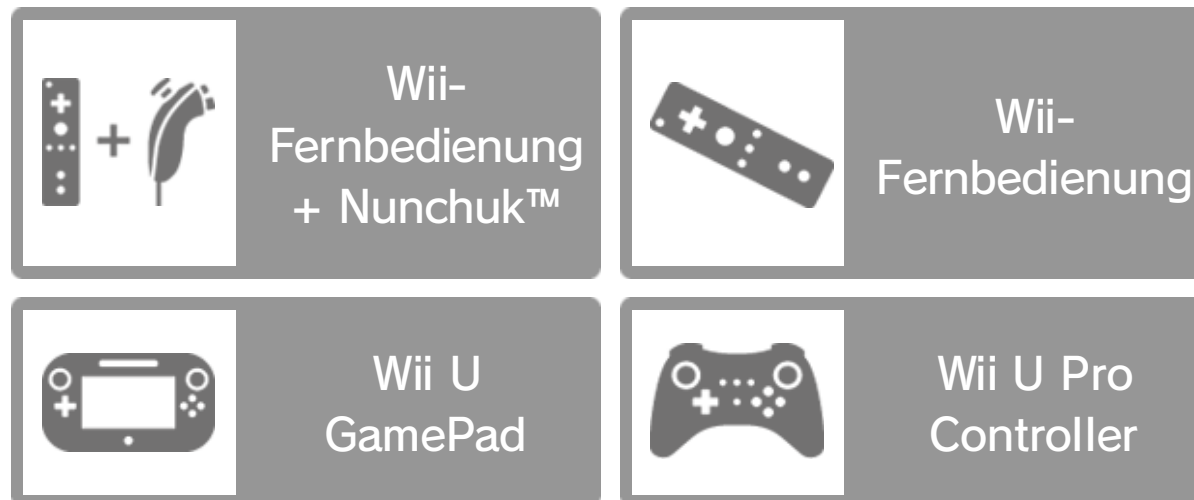 Wii-
Fernbedienung
+ Nunchuk™
Wii-
Fernbedienung
Wii U
GamePad
Wii U Pro
Controller